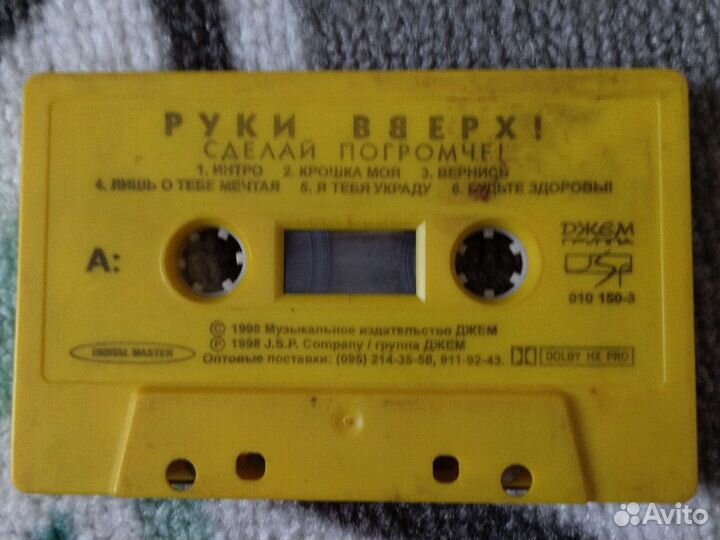 РУКИ ВВЕРХ!
СДЕЛАЙ ПОГРОМЧЕ!
1. ИНТРО 2. КРОШКА МОЯ 3. ВЕРНИСЬ
4. ЛИШЬ О ТЕБЕ МЕЧТАЯ 5. Я ТЕБЯ УКРАДУ 6. БУДЬТЕ ЗДОРОВЫ!
А:
ДЖЕМ
ГРУППА
010 150-3
© 1998 Музыкальное издательство ДЖЕМ
℗ 1998 J.S.P. Company / группа ДЖЕМ
Оптовые поставки: (095) 214-35-58, 911-92-43.
DIGITAL MASTER
DOLBY HX PRO
Avito